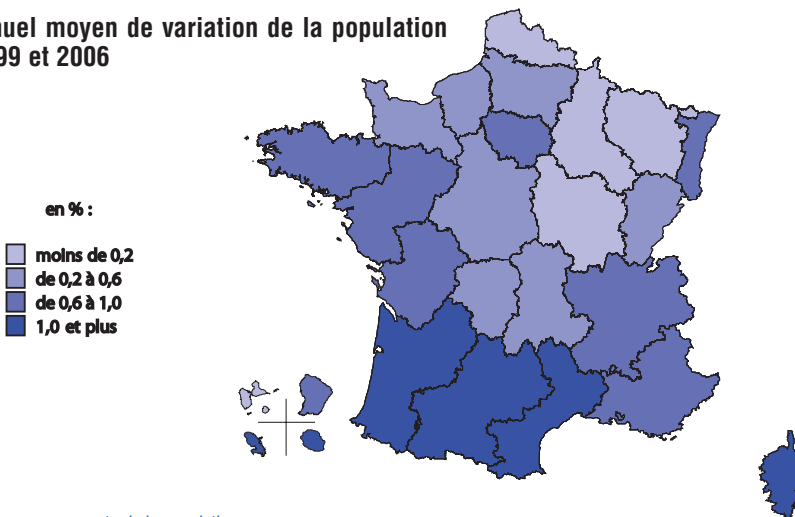 nuel moyen de variation de la population
99 et 2006
en % :
moins de 0,2
de 0,2 à 0,6
de 0,6 à 1,0
1,0 et plus